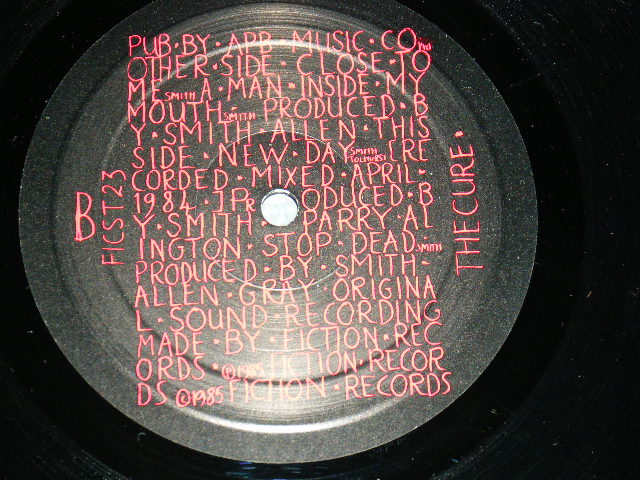 PUB·BY·APB MUSIC·CO LTD
OTHER·SIDE·CLOSE·TO
ME SMITH A·MAN·INSIDE·MY
MOUTH SMITH PRODUCED·B
Y·SMITH ALLEN·THIS
SIDE·NEW·DAY SMITH TOLHURST [RE
CORDED·MIXED·APRIL·
1984·]PRODUCED·B
Y·SMITH·PARRY·AL
INGTON·STOP·DEAD SMITH
PRODUCED·BY·SMITH-
ALLEN·GRAY·ORIGINA
L·SOUND·RECORDING
MADE·BY·FICTION·REC
ORDS·©1985 FICTION·RECOR
DS ©1985 FICTION·RECORDS
B
FICST23
THE CURE·